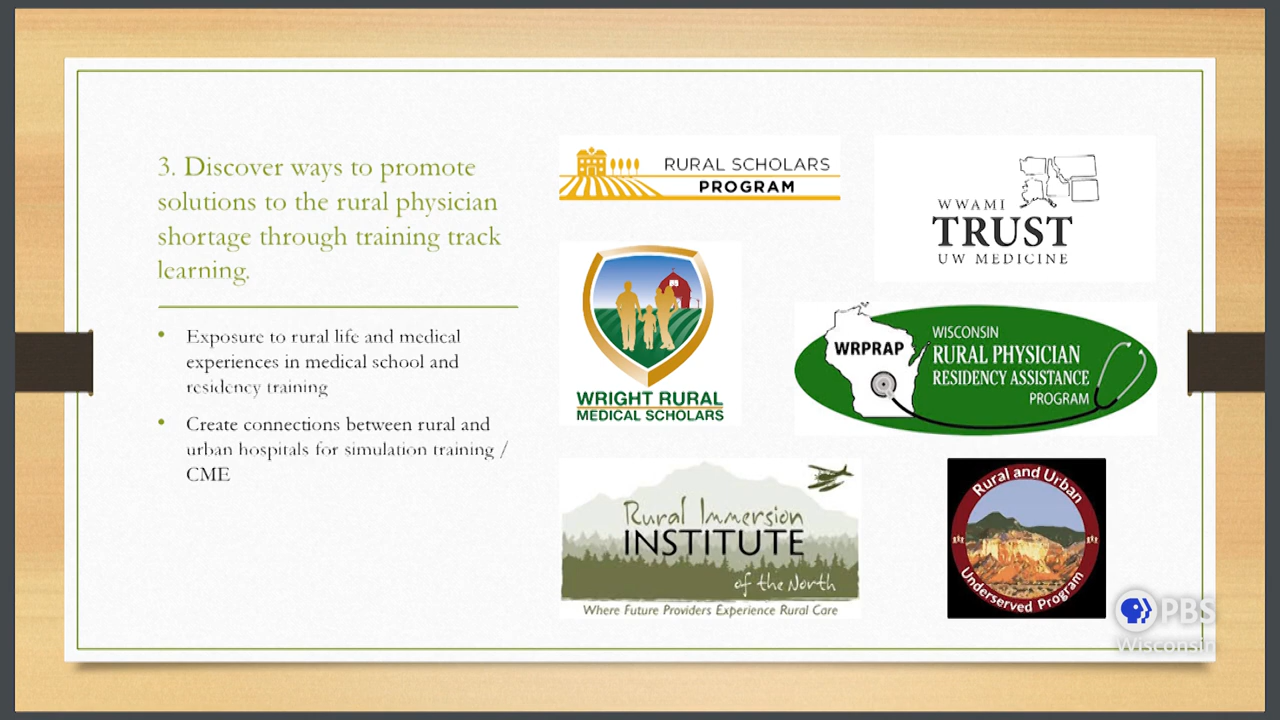 3. Discover ways to promote
solutions to the rural physician
shortage through training track
learning.
• Exposure to rural life and medical
experiences in medical school and
residency training
• Create connections between rural and
urban hospitals for simulation training /
CME
RURAL SCHOLARS
PROGRAM
WWAMI
TRUST
UW MEDICINE
WRIGHT RURAL
MEDICAL SCHOLARS
WRPRAP
WISCONSIN
RURAL PHYSICIAN
RESIDENCY ASSISTANCE
PROGRAM
Rural Immersion
INSTITUTE
of the North
Where Future Providers Experience Rural Care
Rural and Urban
Underserved Program
PBS
Wisconsin